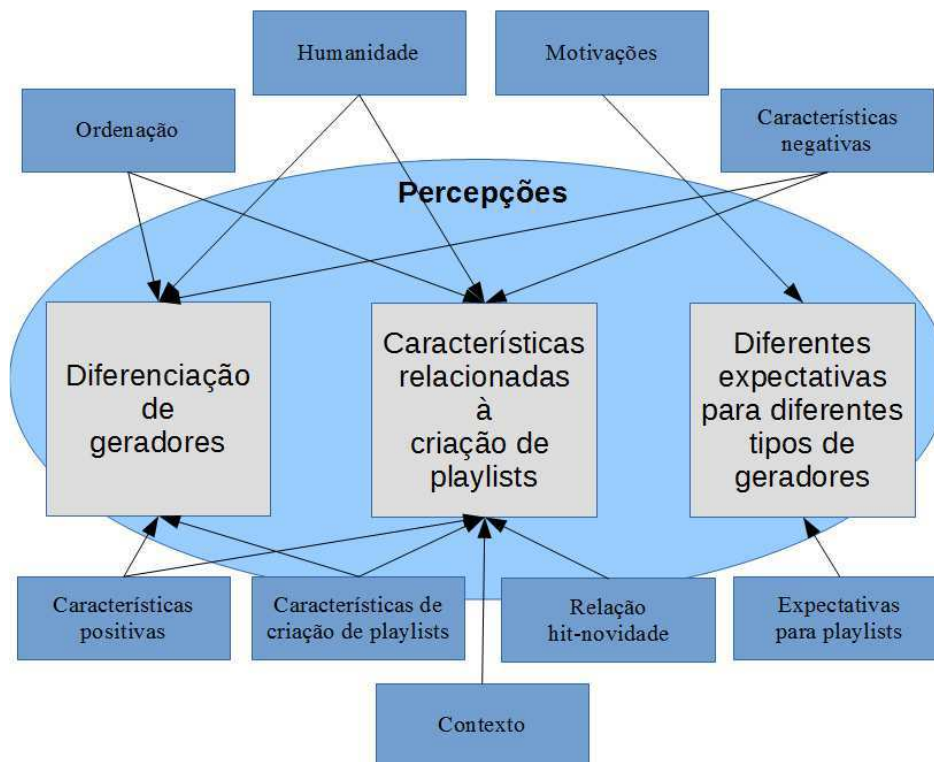 Humanidade
Motivações
Ordenação
Características
negativas
Percepções
Diferenciação
de
geradores
Características
relacionadas
à
criação de
playlists
Diferentes
expectativas
para diferentes
tipos de
geradores
Características
positivas
Características de
criação de playlists
Relação
hit-novidade
Expectativas
para playlists
Contexto